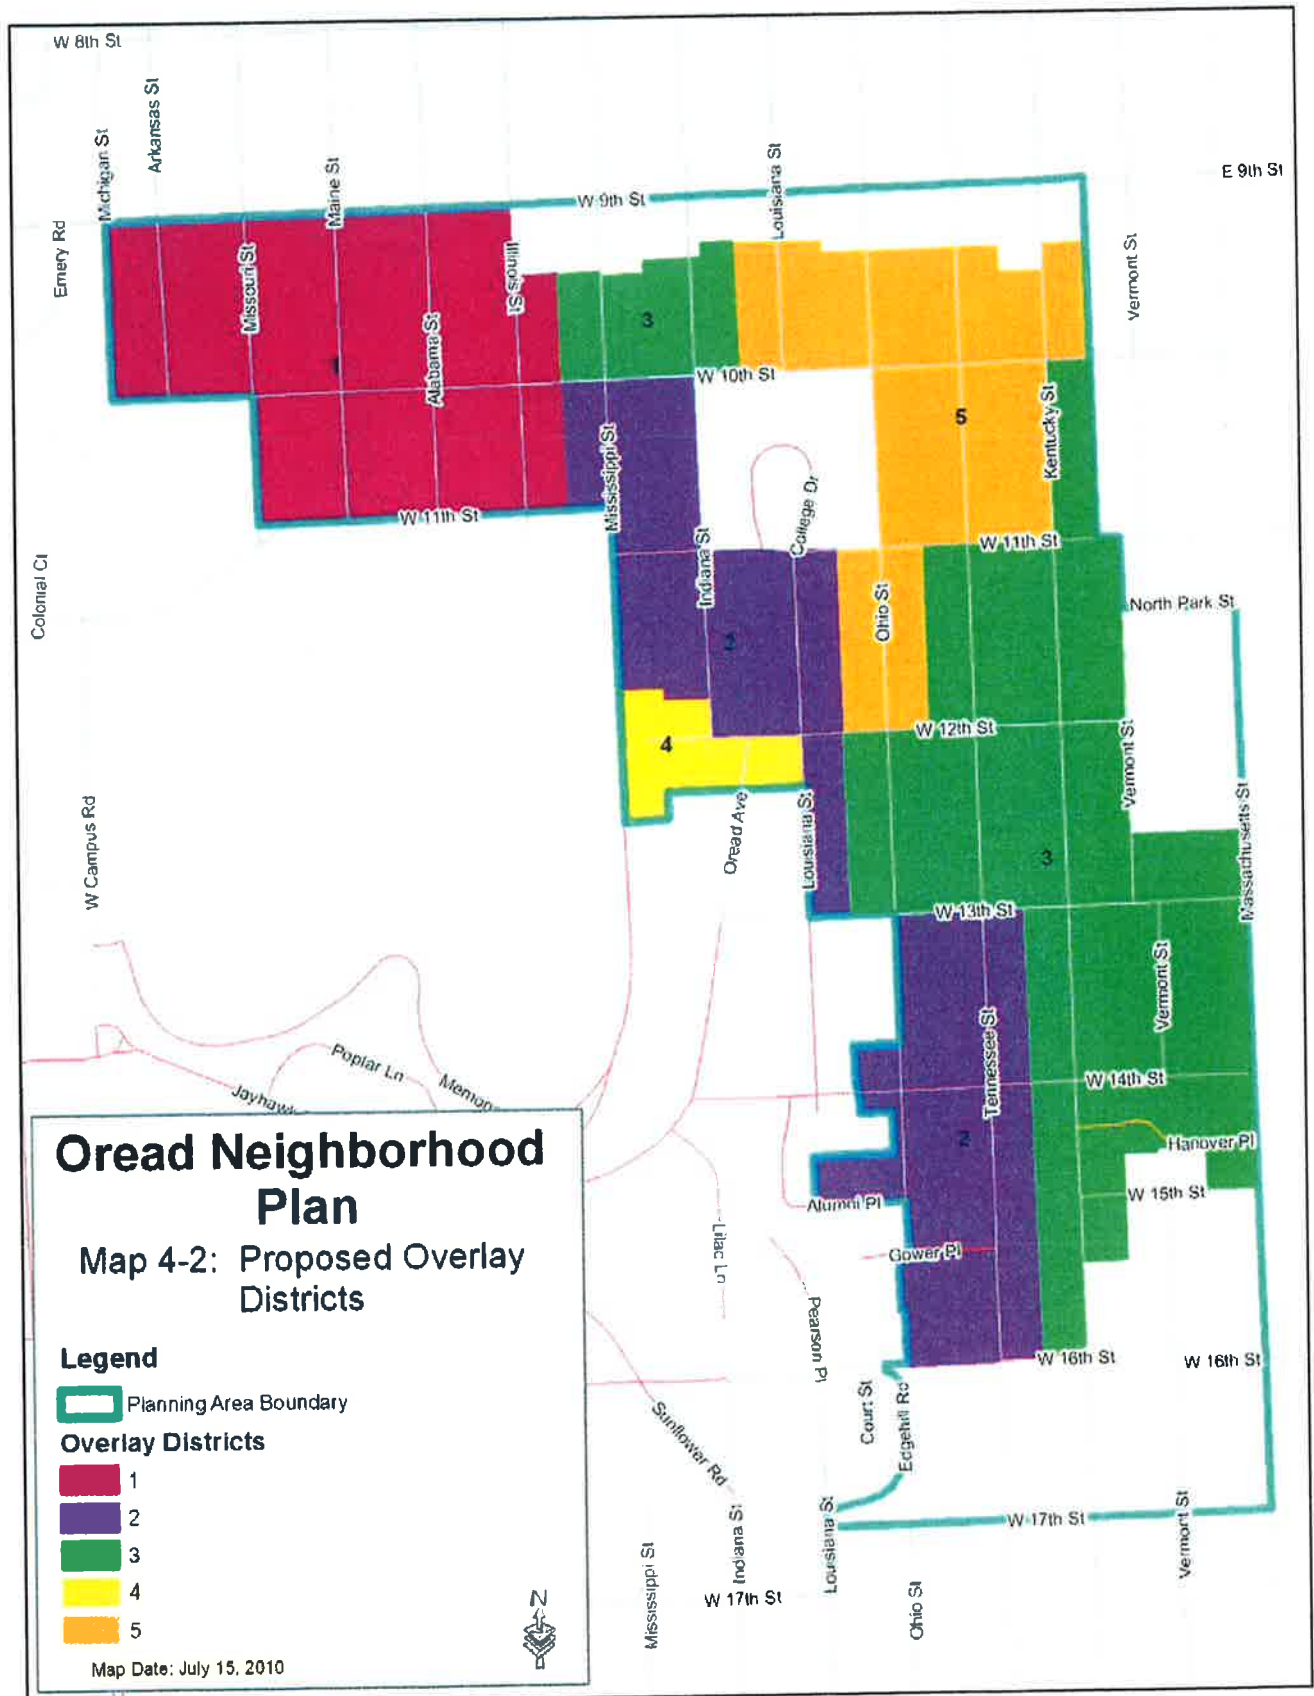 W 8th St
Arkansas St
Michigan St
Maine St
Louisiana St
E 9th St
W 9th St
Emery Rd
Missouri St
Illinois St
Vermont St
Alabama St
3
1
W 10th St
5
Kentucky St
Mississippi St
College Dr
W 11th St
W 11th St
Indiana St
Colonial Ct
Ohio St
North Park St
2
W 12th St
4
Vermont St
Oread Ave
Louisiana St
Massachusetts St
W Campus Rd
3
W 13th St
Vermont St
Tennessee St
Poplar Ln
Jayhaw
Memor
W 14th St
2
Hanover Pl
Alumni Pl
W 15th St
Lilac Ln
Gower Pl
Pearson Pl
W 16th St
W 16th St
Court St
Edgehill Rd
Sunflower Rd
Louisiana St
W 17th St
Vermont St
Indiana St
Mississippi St
W 17th St
Ohio St
Oread Neighborhood
Plan
Map 4-2: Proposed Overlay
Districts
Legend
Planning Area Boundary
Overlay Districts
1
2
3
4
5
N
Map Date: July 15, 2010